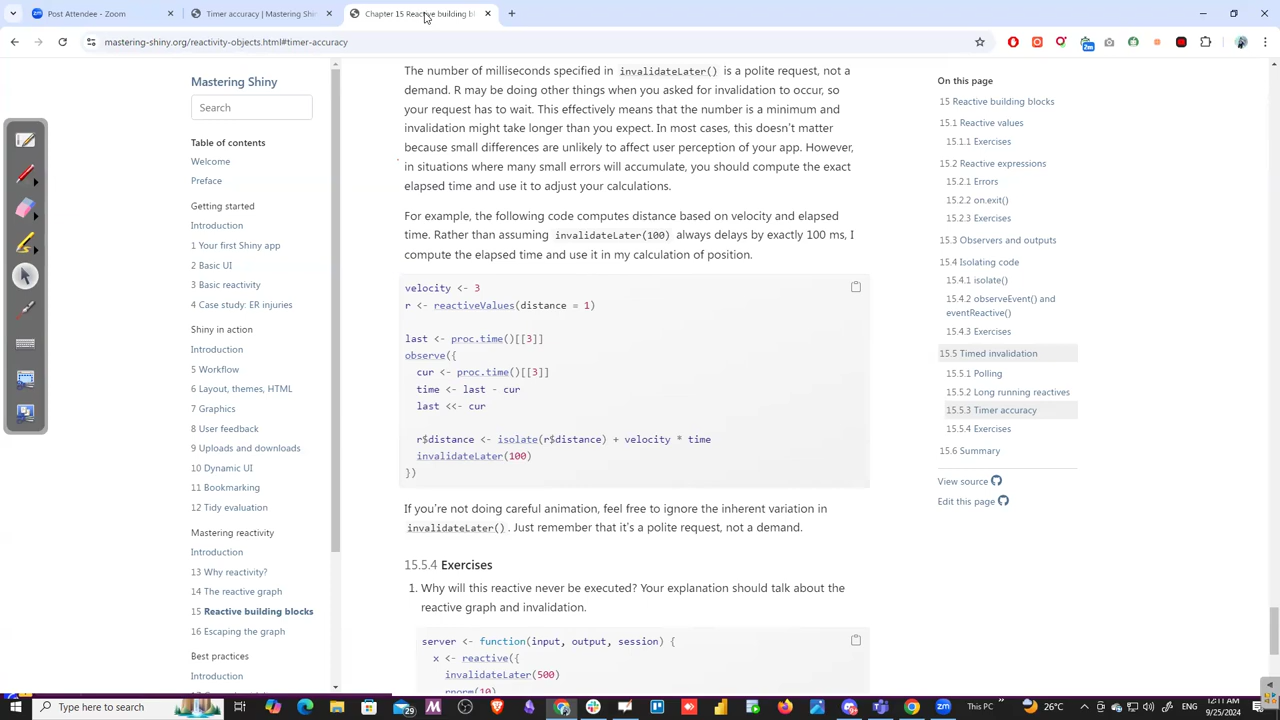 Post Attendee - Zoom
Timer accuracy | Mastering Shin
Chapter 15 Reactive building bl
mastering-shiny.org/reactivity-objects.html#timer-accuracy
Mastering Shiny
Search
Table of contents
Welcome
Preface
Getting started
Introduction
1 Your first Shiny app
2 Basic UI
3 Basic reactivity
4 Case study: ER injuries
Shiny in action
Introduction
5 Workflow
6 Layout, themes, HTML
7 Graphics
8 User feedback
9 Uploads and downloads
10 Dynamic UI
11 Bookmarking
12 Tidy evaluation
Mastering reactivity
Introduction
13 Why reactivity?
14 The reactive graph
15 Reactive building blocks
16 Escaping the graph
Best practices
Introduction
The number of milliseconds specified in invalidateLater() is a polite request, not a
demand. R may be doing other things when you asked for invalidation to occur, so
your request has to wait. This effectively means that the number is a minimum and
invalidation might take longer than you expect. In most cases, this doesn't matter
because small differences are unlikely to affect user perception of your app. However,
in situations where many small errors will accumulate, you should compute the exact
elapsed time and use it to adjust your calculations.
For example, the following code computes distance based on velocity and elapsed
time. Rather than assuming invalidateLater(100) always delays by exactly 100 ms, I
compute the elapsed time and use it in my calculation of position.
velocity <- 3
r <- reactiveValues(distance = 1)
last <- proc.time()[[3]]
observe({
cur <- proc.time()[[3]]
time <- last - cur
last <<- cur
r$distance <- isolate(r$distance) + velocity * time
invalidateLater(100)
})
If you're not doing careful animation, feel free to ignore the inherent variation in
invalidateLater(). Just remember that it's a polite request, not a demand.
15.5.4 Exercises
1. Why will this reactive never be executed? Your explanation should talk about the
reactive graph and invalidation.
server <- function(input, output, session) {
x <- reactive({
invalidateLater(500)
rnorm(10)
On this page
15 Reactive building blocks
15.1 Reactive values
15.1.1 Exercises
15.2 Reactive expressions
15.2.1 Errors
15.2.2 on.exit()
15.2.3 Exercises
15.3 Observers and outputs
15.4 Isolating code
15.4.1 isolate()
15.4.2 observeEvent() and
eventReactive()
15.4.3 Exercises
15.5 Timed invalidation
15.5.1 Polling
15.5.2 Long running reactives
15.5.3 Timer accuracy
15.5.4 Exercises
15.6 Summary
View source
Edit this page
Type here to search
29
This PC
26°C
12:11 AM
9/25/2024